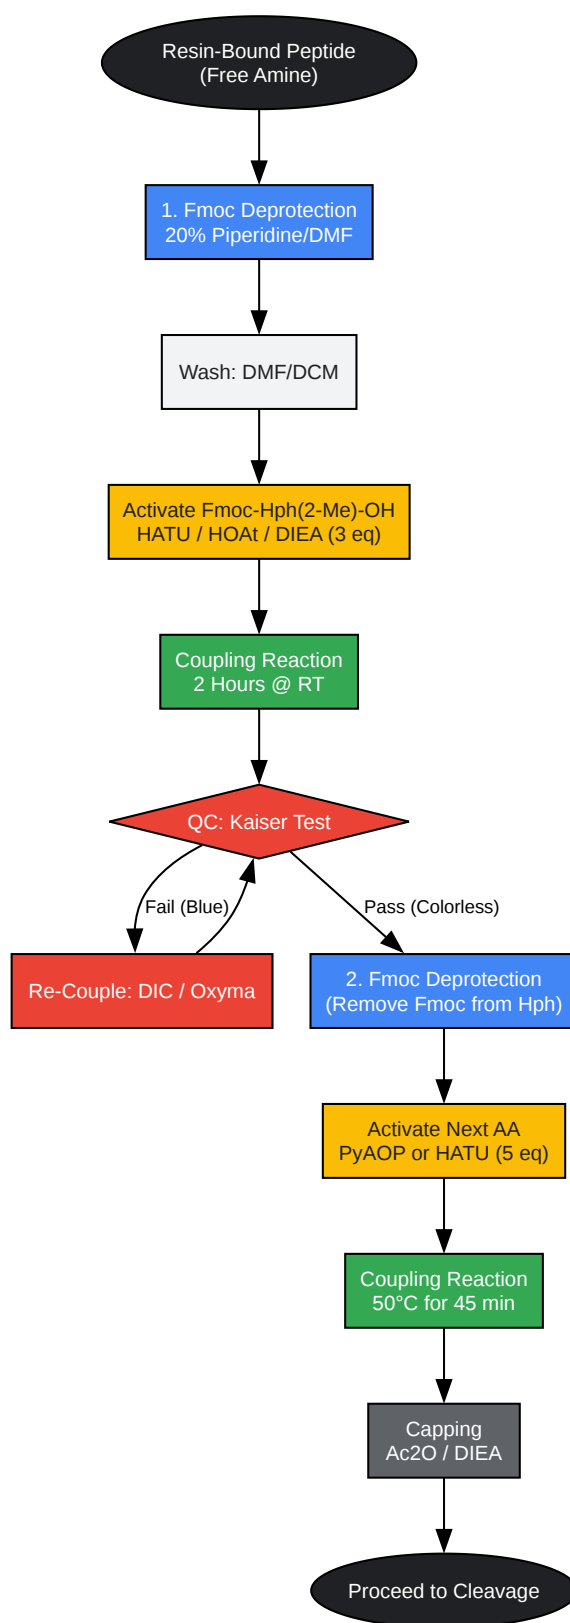 Resin-Bound Peptide
(Free Amine)
1. Fmoc Deprotection
20% Piperidine/DMF
Wash: DMF/DCM
Activate Fmoc-Hph(2-Me)-OH
HATU / HOAt / DIEA (3 eq)
Coupling Reaction
2 Hours @ RT
QC: Kaiser Test
Fail (Blue)
Pass (Colorless)
Re-Couple: DIC / Oxyma
2. Fmoc Deprotection
(Remove Fmoc from Hph)
Activate Next AA
PyAOP or HATU (5 eq)
Coupling Reaction
50°C for 45 min
Capping
Ac2O / DIEA
Proceed to Cleavage